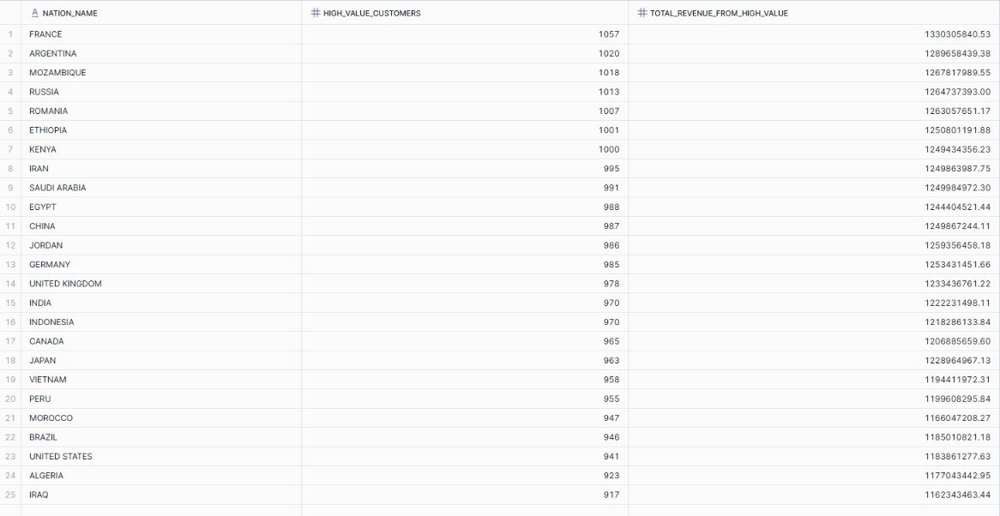 A NATION_NAME # HIGH_VALUE_CUSTOMERS # TOTAL_REVENUE_FROM_HIGH_VALUE
1 FRANCE 1057 1330305840.53
2 ARGENTINA 1020 1289658439.38
3 MOZAMBIQUE 1018 1267817989.55
4 RUSSIA 1013 1264737393.00
5 ROMANIA 1007 1263057651.17
6 ETHIOPIA 1001 1250801191.88
7 KENYA 1000 1249434356.23
8 IRAN 995 1249863987.75
9 SAUDI ARABIA 991 1249984972.30
10 EGYPT 988 1244404521.44
11 CHINA 987 1249867244.11
12 JORDAN 986 1259356458.18
13 GERMANY 985 1253431451.66
14 UNITED KINGDOM 978 1233436761.22
15 INDIA 970 1222231498.11
16 INDONESIA 970 1218286133.84
17 CANADA 965 1206885659.60
18 JAPAN 963 1228964967.13
19 VIETNAM 958 1194411972.31
20 PERU 955 1199608295.84
21 MOROCCO 947 1166047208.27
22 BRAZIL 946 1185010821.18
23 UNITED STATES 941 1183861277.63
24 ALGERIA 923 1177043442.95
25 IRAQ 917 1162343463.44